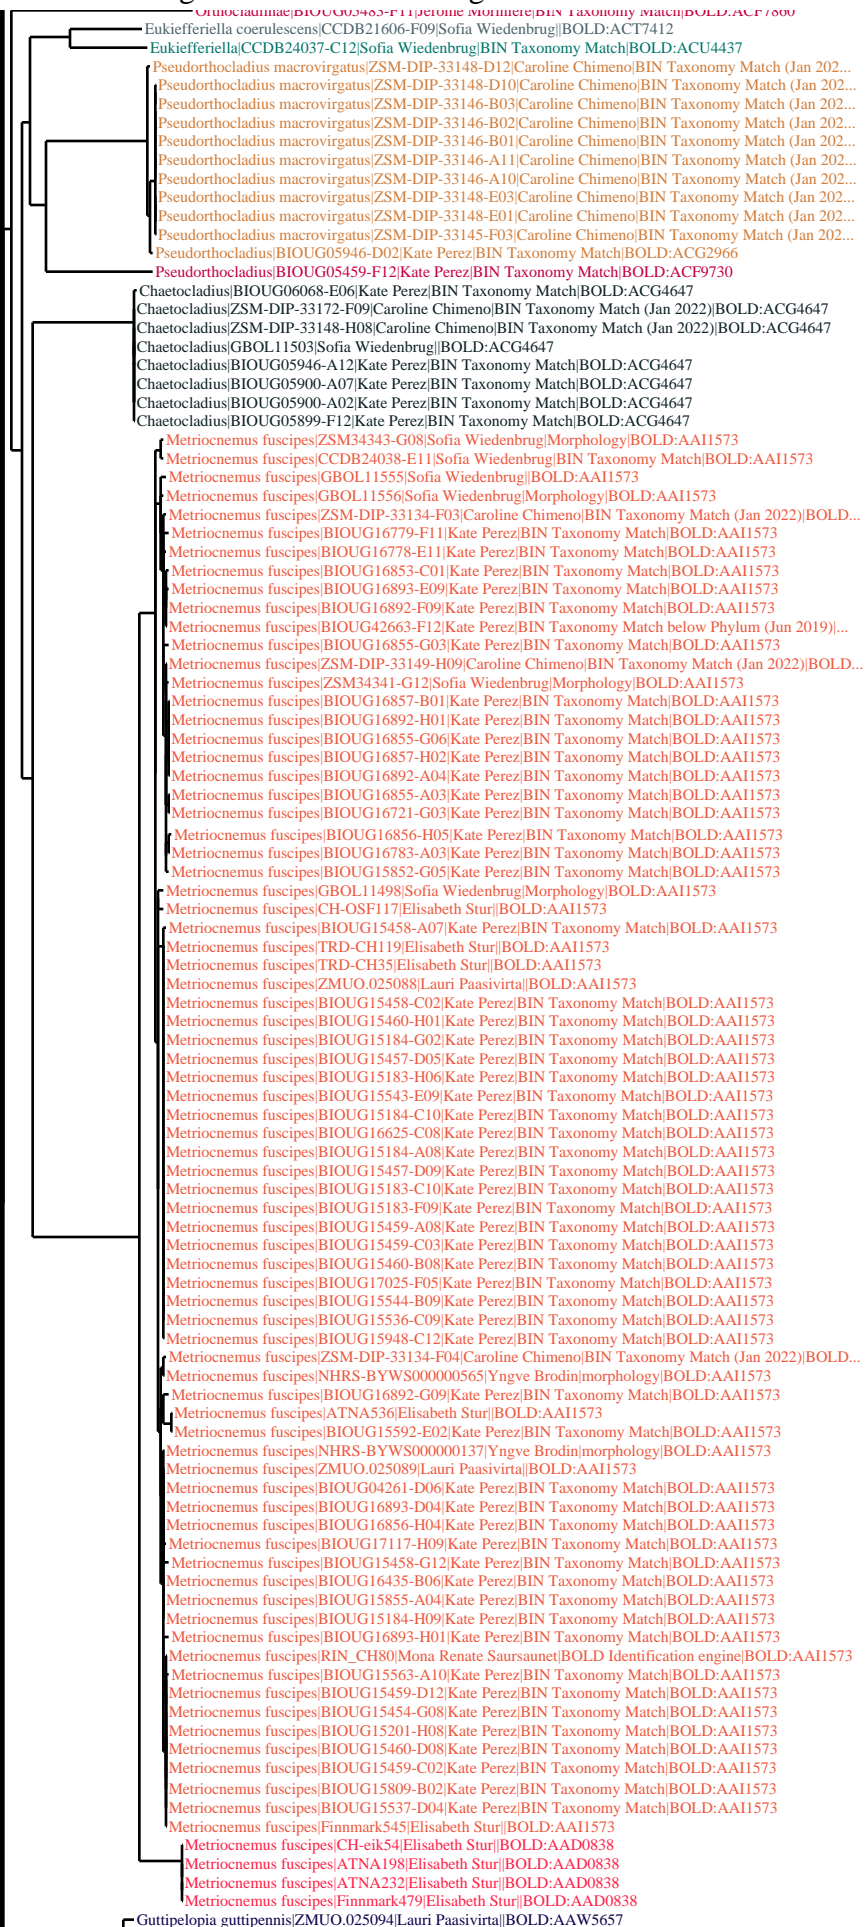 Orthocladiinae|BIOUG05483-F11|Jerome Moriniere|BIN Taxonomy Match|BOLD:ACF7860
Eukiefferiella coerulescens|CCDB21606-F09|Sofia Wiedenbrug||BOLD:ACT7412
Eukiefferiella|CCDB24037-C12|Sofia Wiedenbrug|BIN Taxonomy Match|BOLD:ACU4437
Pseudorthocladius macrovirgatus|ZSM-DIP-33148-D12|Caroline Chimeno|BIN Taxonomy Match (Jan 202...
Pseudorthocladius macrovirgatus|ZSM-DIP-33148-D10|Caroline Chimeno|BIN Taxonomy Match (Jan 202...
Pseudorthocladius macrovirgatus|ZSM-DIP-33146-B03|Caroline Chimeno|BIN Taxonomy Match (Jan 202...
Pseudorthocladius macrovirgatus|ZSM-DIP-33146-B02|Caroline Chimeno|BIN Taxonomy Match (Jan 202...
Pseudorthocladius macrovirgatus|ZSM-DIP-33146-B01|Caroline Chimeno|BIN Taxonomy Match (Jan 202...
Pseudorthocladius macrovirgatus|ZSM-DIP-33146-A11|Caroline Chimeno|BIN Taxonomy Match (Jan 202...
Pseudorthocladius macrovirgatus|ZSM-DIP-33146-A10|Caroline Chimeno|BIN Taxonomy Match (Jan 202...
Pseudorthocladius macrovirgatus|ZSM-DIP-33148-E03|Caroline Chimeno|BIN Taxonomy Match (Jan 202...
Pseudorthocladius macrovirgatus|ZSM-DIP-33148-E01|Caroline Chimeno|BIN Taxonomy Match (Jan 202...
Pseudorthocladius macrovirgatus|ZSM-DIP-33145-F03|Caroline Chimeno|BIN Taxonomy Match (Jan 202...
Pseudorthocladius|BIOUG05946-D02|Kate Perez|BIN Taxonomy Match|BOLD:ACG2966
Pseudorthocladius|BIOUG05459-F12|Kate Perez|BIN Taxonomy Match|BOLD:ACF9730
Chaetocladius|BIOUG06068-E06|Kate Perez|BIN Taxonomy Match|BOLD:ACG4647
Chaetocladius|ZSM-DIP-33172-F09|Caroline Chimeno|BIN Taxonomy Match (Jan 2022)|BOLD:ACG4647
Chaetocladius|ZSM-DIP-33148-H08|Caroline Chimeno|BIN Taxonomy Match (Jan 2022)|BOLD:ACG4647
Chaetocladius|GBOL11503|Sofia Wiedenbrug||BOLD:ACG4647
Chaetocladius|BIOUG05946-A12|Kate Perez|BIN Taxonomy Match|BOLD:ACG4647
Chaetocladius|BIOUG05900-A07|Kate Perez|BIN Taxonomy Match|BOLD:ACG4647
Chaetocladius|BIOUG05900-A02|Kate Perez|BIN Taxonomy Match|BOLD:ACG4647
Chaetocladius|BIOUG05899-F12|Kate Perez|BIN Taxonomy Match|BOLD:ACG4647
Metriocnemus fuscipes|ZSM34343-G08|Sofia Wiedenbrug|Morphology|BOLD:AAI1573
Metriocnemus fuscipes|CCDB24038-E11|Sofia Wiedenbrug|BIN Taxonomy Match|BOLD:AAI1573
Metriocnemus fuscipes|GBOL11555|Sofia Wiedenbrug||BOLD:AAI1573
Metriocnemus fuscipes|GBOL11556|Sofia Wiedenbrug|Morphology|BOLD:AAI1573
Metriocnemus fuscipes|ZSM-DIP-33134-F03|Caroline Chimeno|BIN Taxonomy Match (Jan 2022)|BOLD...
Metriocnemus fuscipes|BIOUG16779-F11|Kate Perez|BIN Taxonomy Match|BOLD:AAI1573
Metriocnemus fuscipes|BIOUG16778-E11|Kate Perez|BIN Taxonomy Match|BOLD:AAI1573
Metriocnemus fuscipes|BIOUG16853-C01|Kate Perez|BIN Taxonomy Match|BOLD:AAI1573
Metriocnemus fuscipes|BIOUG16893-E09|Kate Perez|BIN Taxonomy Match|BOLD:AAI1573
Metriocnemus fuscipes|BIOUG16892-F09|Kate Perez|BIN Taxonomy Match|BOLD:AAI1573
Metriocnemus fuscipes|BIOUG42663-F12|Kate Perez|BIN Taxonomy Match below Phylum (Jun 2019)|...
Metriocnemus fuscipes|BIOUG16855-G03|Kate Perez|BIN Taxonomy Match|BOLD:AAI1573
Metriocnemus fuscipes|ZSM-DIP-33149-H09|Caroline Chimeno|BIN Taxonomy Match (Jan 2022)|BOLD...
Metriocnemus fuscipes|ZSM34341-G12|Sofia Wiedenbrug|Morphology|BOLD:AAI1573
Metriocnemus fuscipes|BIOUG16857-B01|Kate Perez|BIN Taxonomy Match|BOLD:AAI1573
Metriocnemus fuscipes|BIOUG16892-H01|Kate Perez|BIN Taxonomy Match|BOLD:AAI1573
Metriocnemus fuscipes|BIOUG16855-G06|Kate Perez|BIN Taxonomy Match|BOLD:AAI1573
Metriocnemus fuscipes|BIOUG16857-H02|Kate Perez|BIN Taxonomy Match|BOLD:AAI1573
Metriocnemus fuscipes|BIOUG16892-A04|Kate Perez|BIN Taxonomy Match|BOLD:AAI1573
Metriocnemus fuscipes|BIOUG16855-A03|Kate Perez|BIN Taxonomy Match|BOLD:AAI1573
Metriocnemus fuscipes|BIOUG16721-G03|Kate Perez|BIN Taxonomy Match|BOLD:AAI1573
Metriocnemus fuscipes|BIOUG16856-H05|Kate Perez|BIN Taxonomy Match|BOLD:AAI1573
Metriocnemus fuscipes|BIOUG16783-A03|Kate Perez|BIN Taxonomy Match|BOLD:AAI1573
Metriocnemus fuscipes|BIOUG15852-G05|Kate Perez|BIN Taxonomy Match|BOLD:AAI1573
Metriocnemus fuscipes|GBOL11498|Sofia Wiedenbrug|Morphology|BOLD:AAI1573
Metriocnemus fuscipes|CH-OSF117|Elisabeth Stur||BOLD:AAI1573
Metriocnemus fuscipes|BIOUG15458-A07|Kate Perez|BIN Taxonomy Match|BOLD:AAI1573
Metriocnemus fuscipes|TRD-CH119|Elisabeth Stur||BOLD:AAI1573
Metriocnemus fuscipes|TRD-CH35|Elisabeth Stur||BOLD:AAI1573
Metriocnemus fuscipes|ZMUO.025088|Lauri Paasivirta||BOLD:AAI1573
Metriocnemus fuscipes|BIOUG15458-C02|Kate Perez|BIN Taxonomy Match|BOLD:AAI1573
Metriocnemus fuscipes|BIOUG15460-H01|Kate Perez|BIN Taxonomy Match|BOLD:AAI1573
Metriocnemus fuscipes|BIOUG15184-G02|Kate Perez|BIN Taxonomy Match|BOLD:AAI1573
Metriocnemus fuscipes|BIOUG15457-D05|Kate Perez|BIN Taxonomy Match|BOLD:AAI1573
Metriocnemus fuscipes|BIOUG15183-H06|Kate Perez|BIN Taxonomy Match|BOLD:AAI1573
Metriocnemus fuscipes|BIOUG15543-E09|Kate Perez|BIN Taxonomy Match|BOLD:AAI1573
Metriocnemus fuscipes|BIOUG15184-C10|Kate Perez|BIN Taxonomy Match|BOLD:AAI1573
Metriocnemus fuscipes|BIOUG16625-C08|Kate Perez|BIN Taxonomy Match|BOLD:AAI1573
Metriocnemus fuscipes|BIOUG15184-A08|Kate Perez|BIN Taxonomy Match|BOLD:AAI1573
Metriocnemus fuscipes|BIOUG15457-D09|Kate Perez|BIN Taxonomy Match|BOLD:AAI1573
Metriocnemus fuscipes|BIOUG15183-C10|Kate Perez|BIN Taxonomy Match|BOLD:AAI1573
Metriocnemus fuscipes|BIOUG15183-F09|Kate Perez|BIN Taxonomy Match|BOLD:AAI1573
Metriocnemus fuscipes|BIOUG15459-A08|Kate Perez|BIN Taxonomy Match|BOLD:AAI1573
Metriocnemus fuscipes|BIOUG15459-C03|Kate Perez|BIN Taxonomy Match|BOLD:AAI1573
Metriocnemus fuscipes|BIOUG15460-B08|Kate Perez|BIN Taxonomy Match|BOLD:AAI1573
Metriocnemus fuscipes|BIOUG17025-F05|Kate Perez|BIN Taxonomy Match|BOLD:AAI1573
Metriocnemus fuscipes|BIOUG15544-B09|Kate Perez|BIN Taxonomy Match|BOLD:AAI1573
Metriocnemus fuscipes|BIOUG15536-C09|Kate Perez|BIN Taxonomy Match|BOLD:AAI1573
Metriocnemus fuscipes|BIOUG15948-C12|Kate Perez|BIN Taxonomy Match|BOLD:AAI1573
Metriocnemus fuscipes|ZSM-DIP-33134-F04|Caroline Chimeno|BIN Taxonomy Match (Jan 2022)|BOLD...
Metriocnemus fuscipes|NHRS-BYWS000000565|Yngve Brodin|morphology|BOLD:AAI1573
Metriocnemus fuscipes|BIOUG16892-G09|Kate Perez|BIN Taxonomy Match|BOLD:AAI1573
Metriocnemus fuscipes|ATNA536|Elisabeth Stur||BOLD:AAI1573
Metriocnemus fuscipes|BIOUG15592-E02|Kate Perez|BIN Taxonomy Match|BOLD:AAI1573
Metriocnemus fuscipes|NHRS-BYWS000000137|Yngve Brodin|morphology|BOLD:AAI1573
Metriocnemus fuscipes|ZMUO.025089|Lauri Paasivirta||BOLD:AAI1573
Metriocnemus fuscipes|BIOUG04261-D06|Kate Perez|BIN Taxonomy Match|BOLD:AAI1573
Metriocnemus fuscipes|BIOUG16893-D04|Kate Perez|BIN Taxonomy Match|BOLD:AAI1573
Metriocnemus fuscipes|BIOUG16856-H04|Kate Perez|BIN Taxonomy Match|BOLD:AAI1573
Metriocnemus fuscipes|BIOUG17117-H09|Kate Perez|BIN Taxonomy Match|BOLD:AAI1573
Metriocnemus fuscipes|BIOUG15458-G12|Kate Perez|BIN Taxonomy Match|BOLD:AAI1573
Metriocnemus fuscipes|BIOUG16435-B06|Kate Perez|BIN Taxonomy Match|BOLD:AAI1573
Metriocnemus fuscipes|BIOUG15855-A04|Kate Perez|BIN Taxonomy Match|BOLD:AAI1573
Metriocnemus fuscipes|BIOUG15184-H09|Kate Perez|BIN Taxonomy Match|BOLD:AAI1573
Metriocnemus fuscipes|BIOUG16893-H01|Kate Perez|BIN Taxonomy Match|BOLD:AAI1573
Metriocnemus fuscipes|RIN_CH80|Mona Renate Saursaunet|BOLD Identification engine|BOLD:AAI1573
Metriocnemus fuscipes|BIOUG15563-A10|Kate Perez|BIN Taxonomy Match|BOLD:AAI1573
Metriocnemus fuscipes|BIOUG15459-D12|Kate Perez|BIN Taxonomy Match|BOLD:AAI1573
Metriocnemus fuscipes|BIOUG15454-G08|Kate Perez|BIN Taxonomy Match|BOLD:AAI1573
Metriocnemus fuscipes|BIOUG15201-H08|Kate Perez|BIN Taxonomy Match|BOLD:AAI1573
Metriocnemus fuscipes|BIOUG15460-D08|Kate Perez|BIN Taxonomy Match|BOLD:AAI1573
Metriocnemus fuscipes|BIOUG15459-C02|Kate Perez|BIN Taxonomy Match|BOLD:AAI1573
Metriocnemus fuscipes|BIOUG15809-B02|Kate Perez|BIN Taxonomy Match|BOLD:AAI1573
Metriocnemus fuscipes|BIOUG15537-D04|Kate Perez|BIN Taxonomy Match|BOLD:AAI1573
Metriocnemus fuscipes|Finnmark545|Elisabeth Stur||BOLD:AAI1573
Metriocnemus fuscipes|CH-eik54|Elisabeth Stur||BOLD:AAD0838
Metriocnemus fuscipes|ATNA198|Elisabeth Stur||BOLD:AAD0838
Metriocnemus fuscipes|ATNA232|Elisabeth Stur||BOLD:AAD0838
Metriocnemus fuscipes|Finnmark479|Elisabeth Stur||BOLD:AAD0838
Guttipelopia guttipennis|ZMUO.025094|Lauri Paasivirta||BOLD:AAW5657